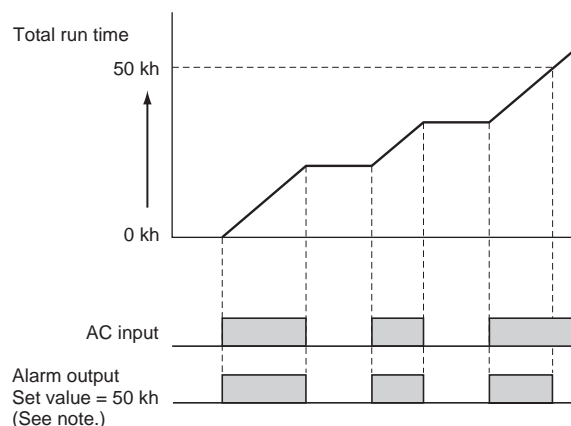 Total run time
50 kh
0 kh
AC input
Alarm output
Set value = 50 kh
(See note.)